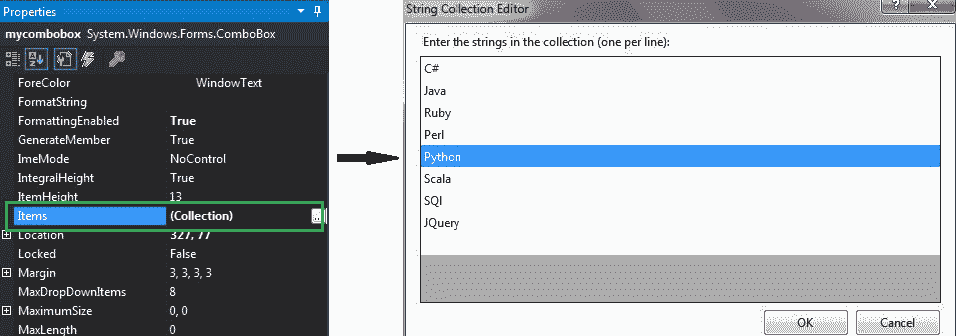 Properties
mycombobox System.Windows.Forms.ComboBox
ForeColor WindowText
FormatString
FormattingEnabled True
GenerateMember True
ImeMode NoControl
IntegralHeight True
ItemHeight 13
Items (Collection)
Location 327, 77
Locked False
Margin 3, 3, 3, 3
MaxDropDownItems 8
MaximumSize 0, 0
MaxLength 0
String Collection Editor
Enter the strings in the collection (one per line):
C#
Java
Ruby
Perl
Python
Scala
SQl
JQuery
OK Cancel